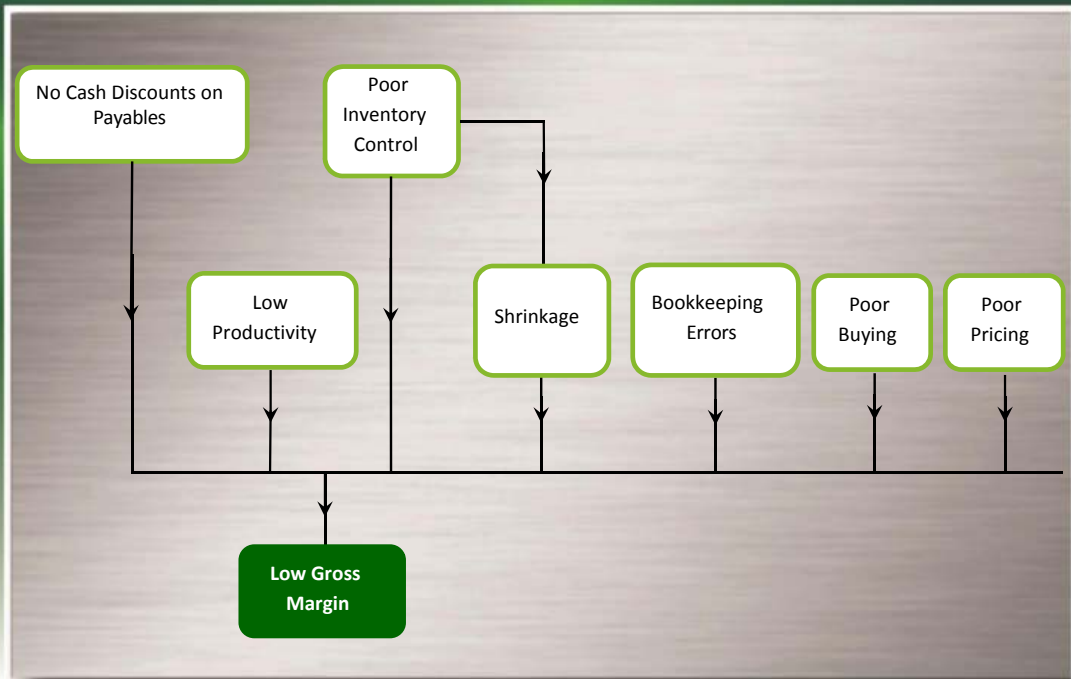 No Cash Discounts on
Payables
Poor
Inventory
Control
Low
Productivity
Shrinkage
Bookkeeping
Errors
Poor
Buying
Poor
Pricing
Low Gross
Margin